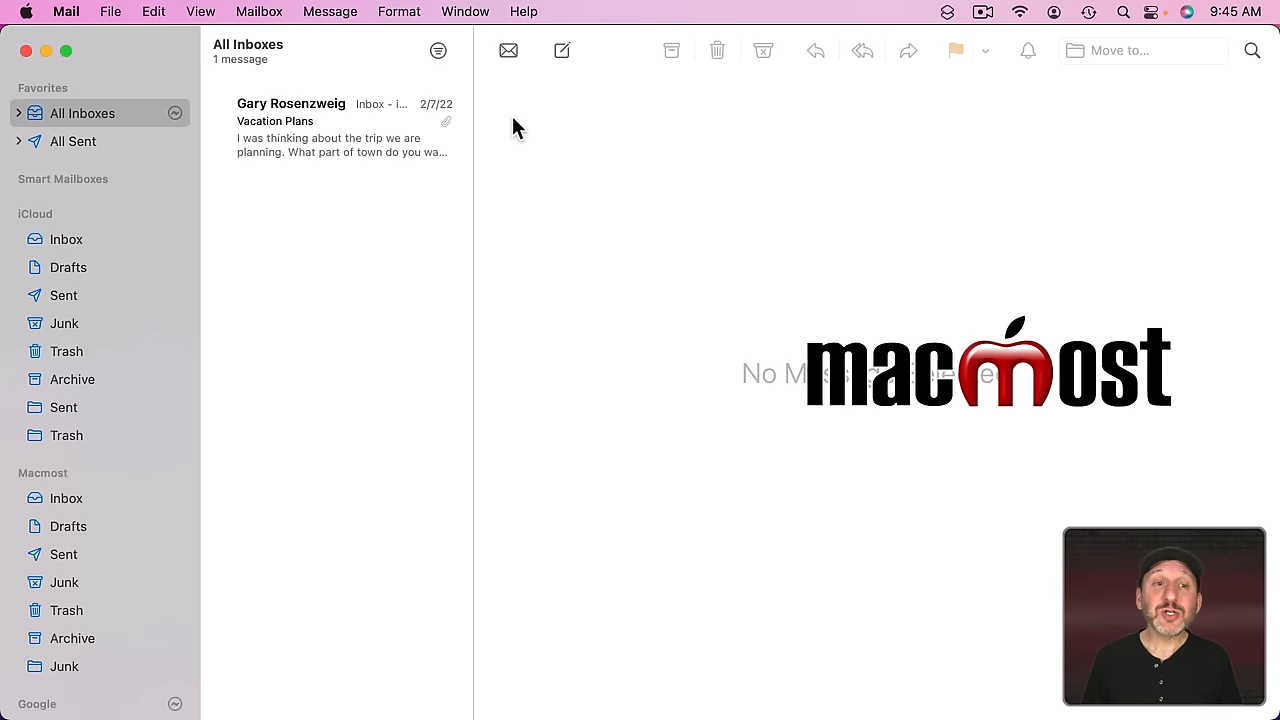 Mail File Edit View Mailbox Message Format Window Help 9:45 AM
All Inboxes
1 message
Move to...
Favorites
All Inboxes
All Sent
Smart Mailboxes
iCloud
Inbox
Drafts
Sent
Junk
Trash
Archive
Sent
Trash
Macmost
Inbox
Drafts
Sent
Junk
Trash
Archive
Junk
Google
Gary Rosenzweig Inbox - i... 2/7/22
Vacation Plans
I was thinking about the trip we are
planning. What part of town do you wa...
No
macmost